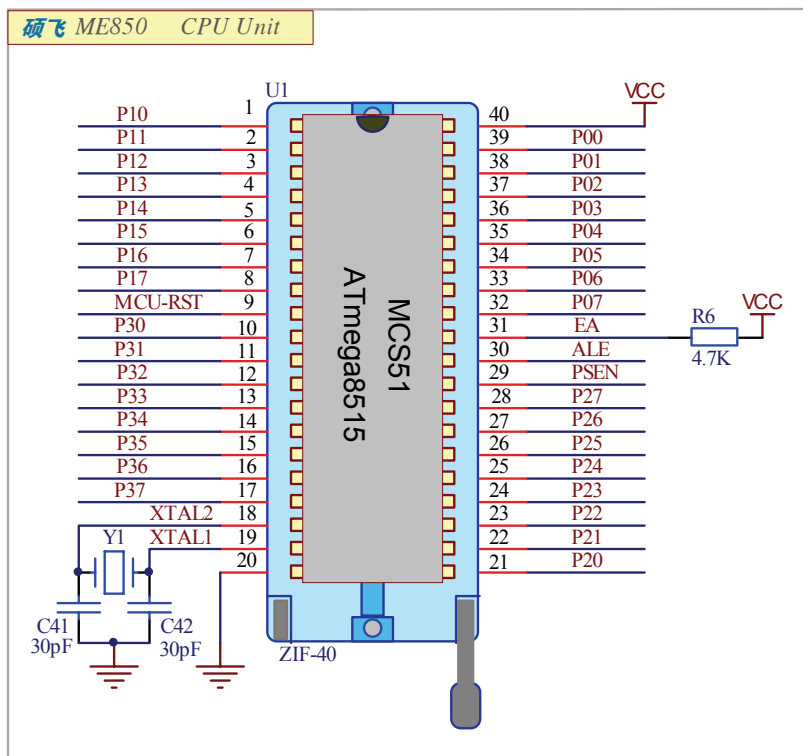 硕飞 ME850 CPU Unit
U1
VCC
P10 1 40
P11 2 39 P00
P12 3 38 P01
P13 4 37 P02
P14 5 36 P03
P15 6 35 P04
P16 7 34 P05
P17 8 33 P06
MCU-RST 9 32 P07
P30 10 31 EA
R6
VCC
4.7K
P31 11 30 ALE
P32 12 29 PSEN
P33 13 28 P27
P34 14 27 P26
P35 15 26 P25
P36 16 25 P24
P37 17 24 P23
XTAL2 18 23 P22
Y1 XTAL1 19 22 P21
20 21 P20
MCS51
ATmega8515
C41
30pF
C42
30pF
ZIF-40